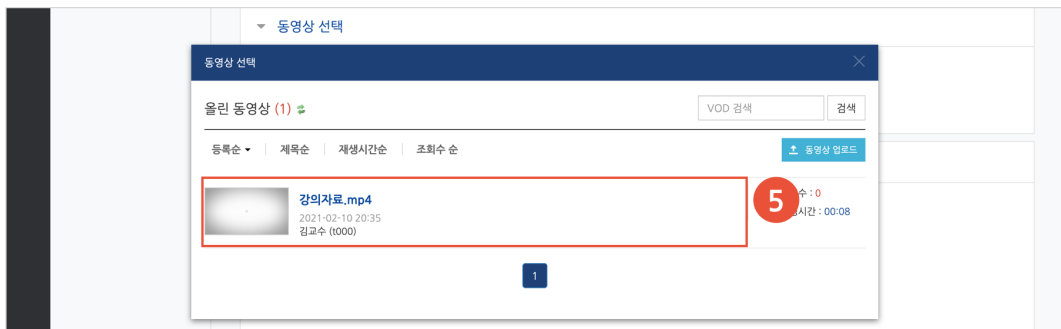 동영상 선택
동영상 선택
올린 동영상 (1)
VOD 검색
검색
등록순
제목순
재생시간순
조회수 순
동영상 업로드
강의자료.mp4
2021-02-10 20:35
김교수 (t000)
5
수 : 0
시간 : 00:08
1